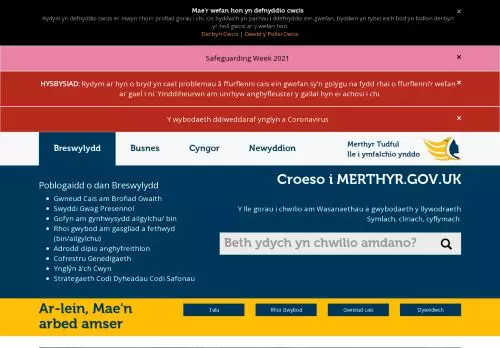 Mae'r wefan hon yn defnyddio cwcis
Rydym yn defnyddio cwcis er mwyn rhoi'r profiad gorau i chi. Os byddwch yn parhau i ddefnyddio ein gwefan, byddwn yn tybio eich bod yn fodlon derbyn
yr holl gwcis ar y wefan hon.
Derbyn Cwcis | Gweld y Polisi Cwcis
Safeguarding Week 2021
HYSBYSIAD: Rydym ar hyn o bryd yn cael problemau â ffurflenni cais ein gwefan sy'n golygu na fydd rhai o ffurflenni'r wefan
ar gael i ni. Ymddiheurwn am unrhyw anghyfleuster y gallai hyn ei achosi i chi.
Y wybodaeth ddiweddaraf ynglyn a Coronavirus
Breswylydd Busnes Cyngor Newyddion
Merthyr Tudful
lle i ymfalchio ynddo
Poblogaidd o dan Breswylydd
Gwneud Cais am Brofiad Gwaith
Swyddi Gwag Presennol
Gofyn am gynhwysydd ailgylchu/ bin
Rhoi gwybod am gasgliad a fethwyd
(bin/ailgylchu)
Adrodd dipio anghyfreithlon
Cofrestru Genedigaeth
Ynglŷn â'ch Cwyn
Strategaeth Codi Dyheadau Codi Safonau
Croeso i MERTHYR.GOV.UK
Y lle gorau i chwilio am Wasanaethau a gwybodaeth y llywodraeth
Symlach, cliriach, cyflymach.
Beth ydych yn chwilio amdano?
Ar-lein, Mae'n
arbed amser
Talu Rhoi Gwybod Gwneud cais Dywedwch